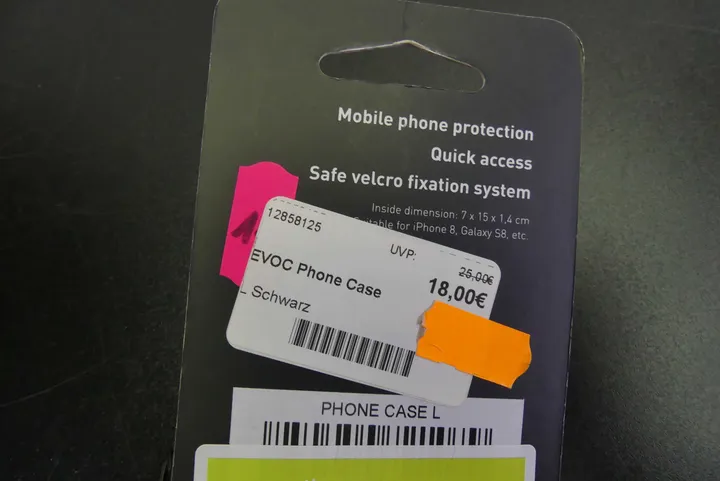 Mobile phone protection
Quick access
Safe velcro fixation system
Inside dimension: 7 x 15 x 1,4 cm
Suitable for iPhone 8, Galaxy S8, etc.
12858125
UVP:
25,00€
EVOC Phone Case
18,00€
L Schwarz
PHONE CASE L